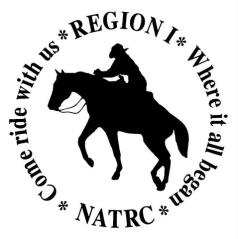 Come ride with us * REGION I * Where it all began * NATRC *